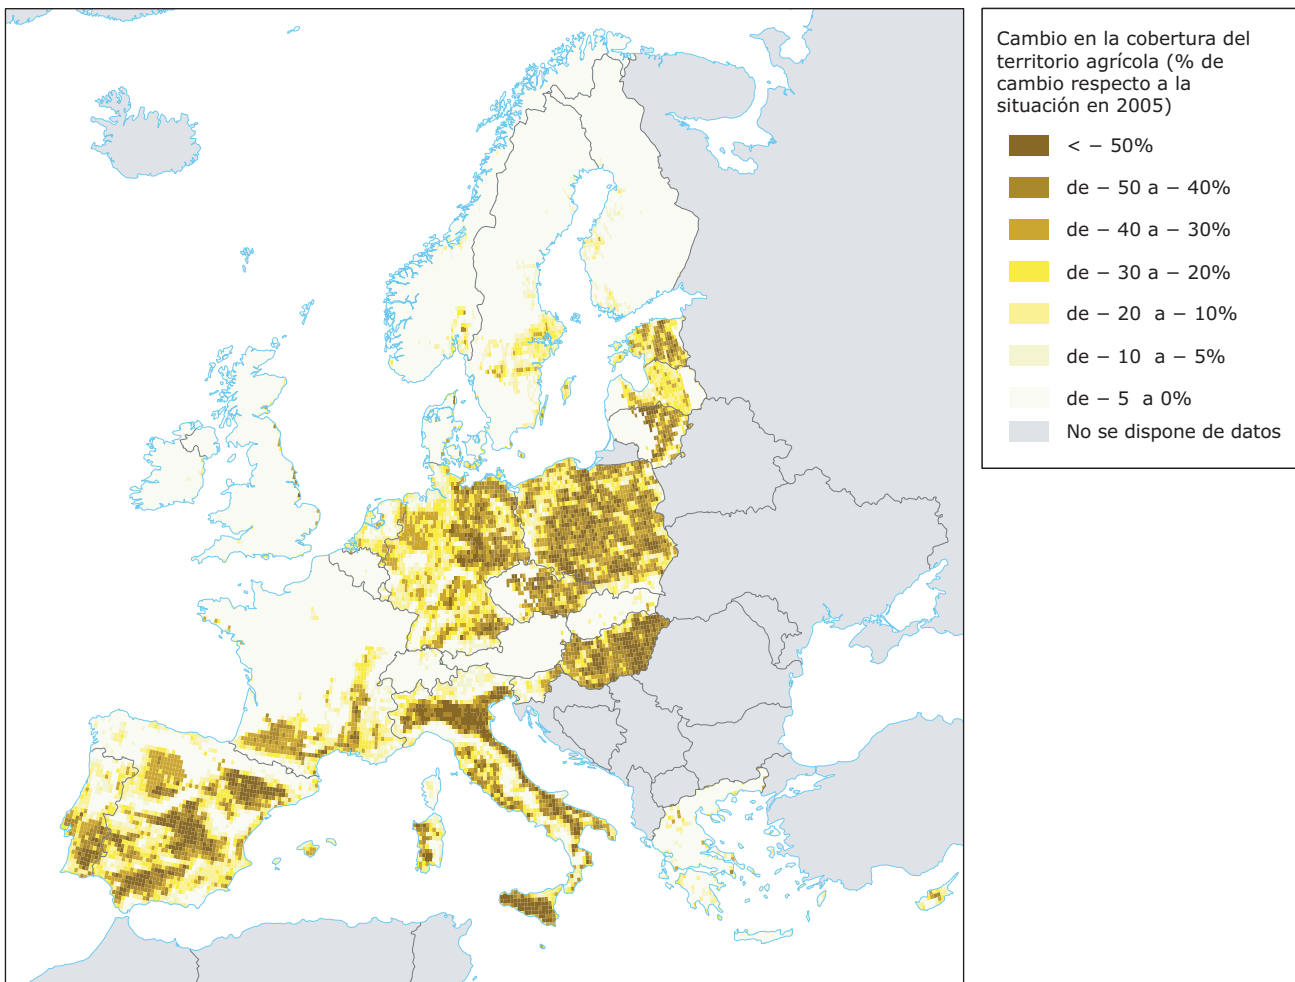 Cambio en la cobertura del
territorio agrícola (% de
cambio respecto a la
situación en 2005)
< − 50%
de − 50 a − 40%
de − 40 a − 30%
de − 30 a − 20%
de − 20 a − 10%
de − 10 a − 5%
de − 5 a 0%
No se dispone de datos